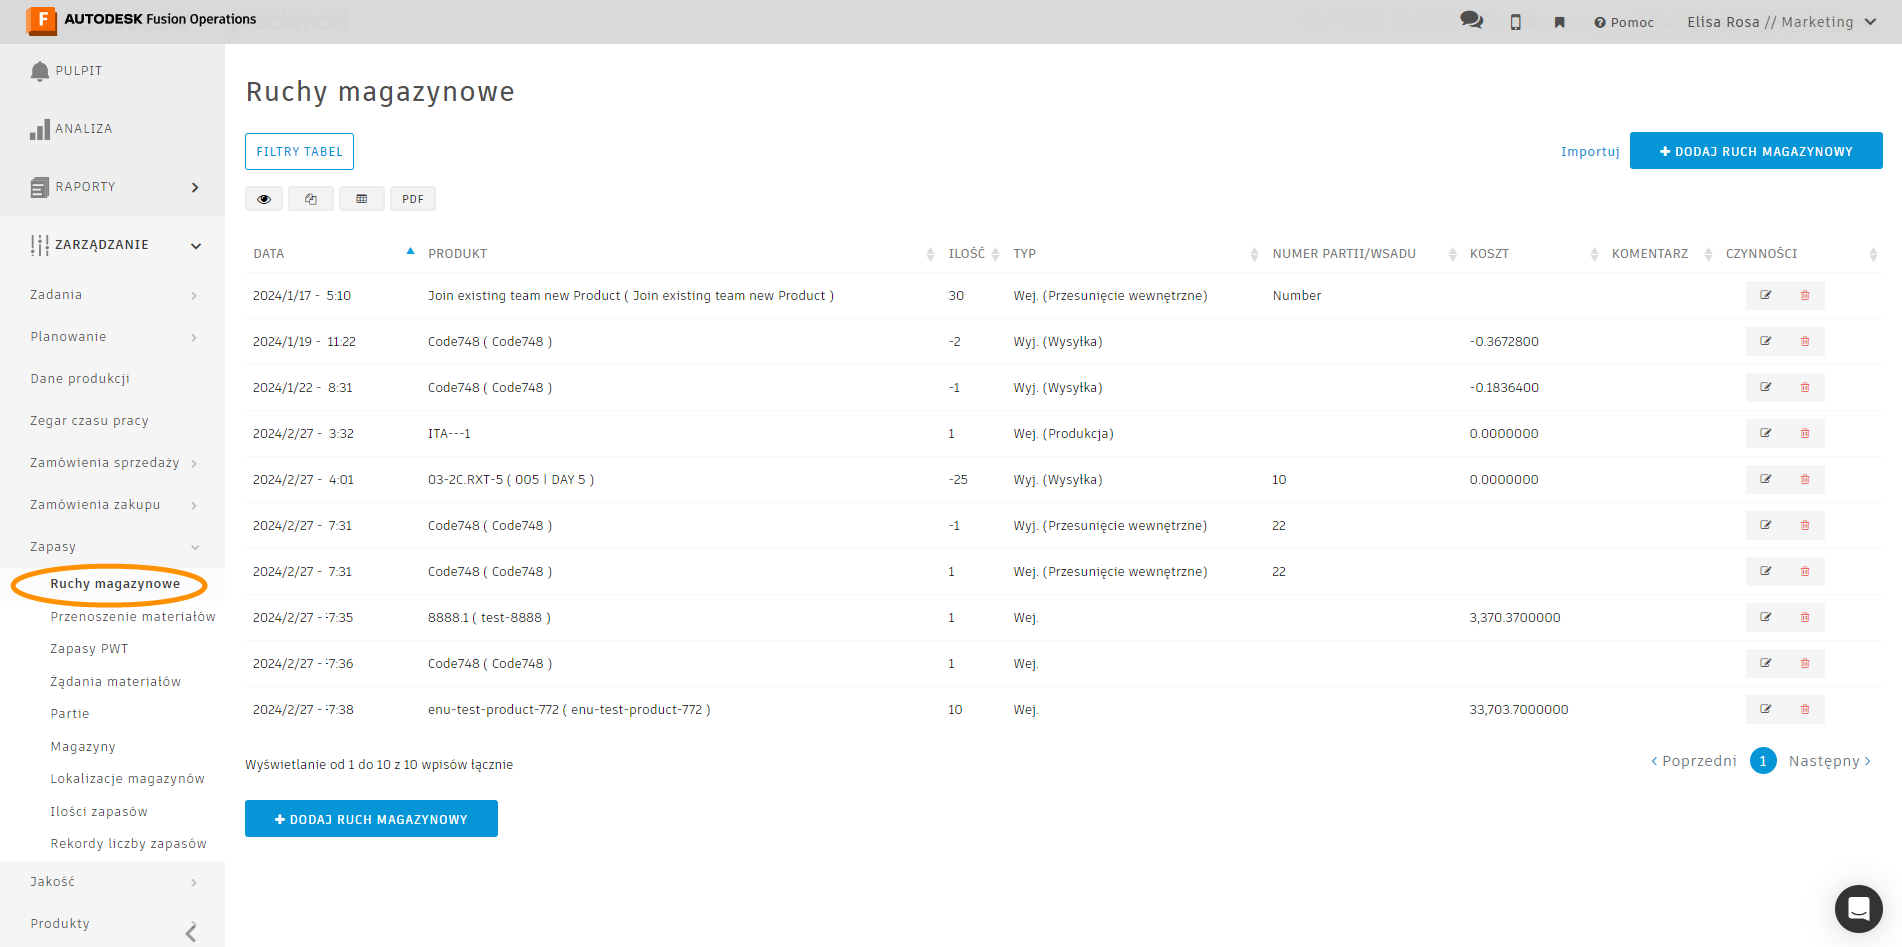 AUTODESK Fusion Operations
Pomoc
Elisa Rosa // Marketing
PULPIT
ANALIZA
RAPORTY
ZARZĄDZANIE
Zadania
Planowanie
Dane produkcji
Zegar czasu pracy
Zamówienia sprzedaży
Zamówienia zakupu
Zapasy
Ruchy magazynowe
Przenoszenie materiałów
Zapasy PWT
Żądania materiałów
Partie
Magazyny
Lokalizacje magazynów
Ilości zapasów
Rekordy liczby zapasów
Jakość
Produkty
Ruchy magazynowe
FILTRY TABEL
Importuj
+ DODAJ RUCH MAGAZYNOWY
PDF
DATA PRODUKT ILOŚĆ TYP NUMER PARTII/WSADU KOSZT KOMENTARZ CZYNNOŚCI
2024/1/17 - 5:10 Join existing team new Product ( Join existing team new Product ) 30 Wej. (Przesunięcie wewnętrzne) Number
2024/1/19 - 11:22 Code748 ( Code748 ) -2 Wyj. (Wysyłka) -0.3672800
2024/1/22 - 8:31 Code748 ( Code748 ) -1 Wyj. (Wysyłka) -0.1836400
2024/2/27 - 3:32 ITA---1 1 Wej. (Produkcja) 0.0000000
2024/2/27 - 4:01 03-2C.RXT-5 ( 005 | DAY 5 ) -25 Wyj. (Wysyłka) 10 0.0000000
2024/2/27 - 7:31 Code748 ( Code748 ) -1 Wyj. (Przesunięcie wewnętrzne) 22
2024/2/27 - 7:31 Code748 ( Code748 ) 1 Wej. (Przesunięcie wewnętrzne) 22
2024/2/27 - 7:35 8888.1 ( test-8888 ) 1 Wej. 3,370.3700000
2024/2/27 - 7:36 Code748 ( Code748 ) 1 Wej.
2024/2/27 - 7:38 enu-test-product-772 ( enu-test-product-772 ) 10 Wej. 33,703.7000000
Wyświetlanie od 1 do 10 z 10 wpisów łącznie
‹ Poprzedni 1 Następny ›
+ DODAJ RUCH MAGAZYNOWY